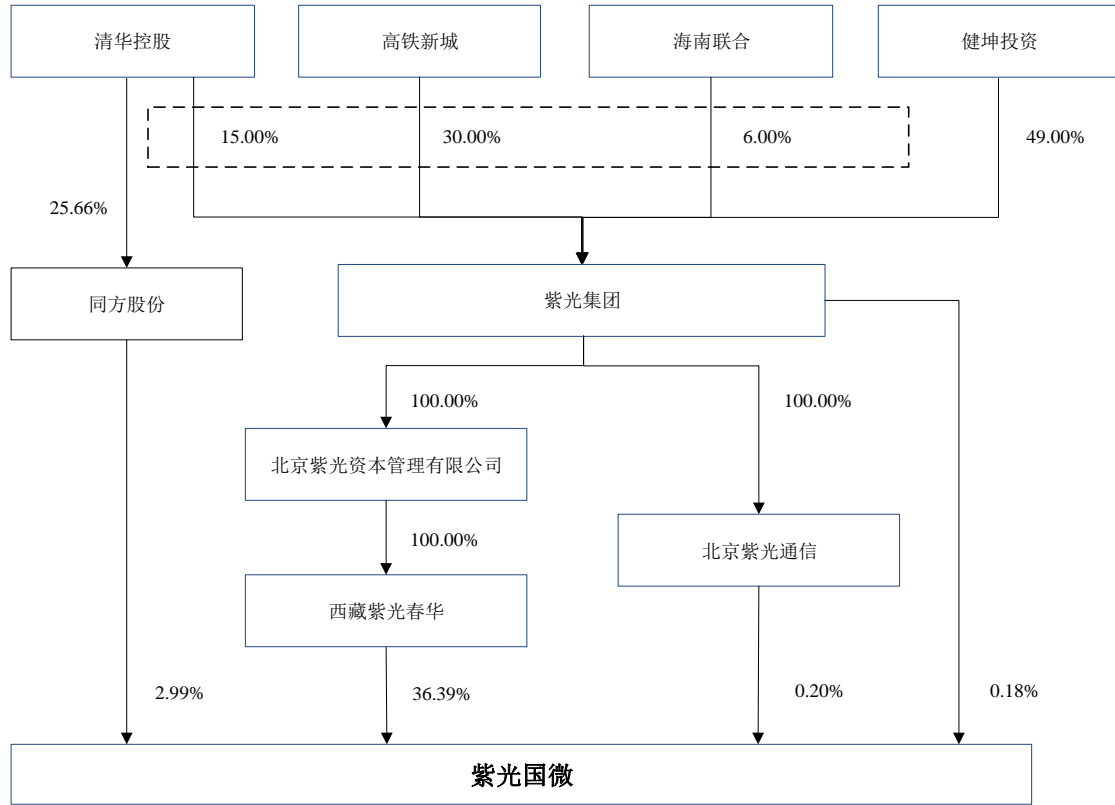 清华控股
高铁新城
海南联合
健坤投资
15.00%
30.00%
6.00%
49.00%
25.66%
同方股份
紫光集团
100.00%
100.00%
北京紫光资本管理有限公司
100.00%
北京紫光通信
西藏紫光春华
2.99%
36.39%
0.20%
0.18%
紫光国微